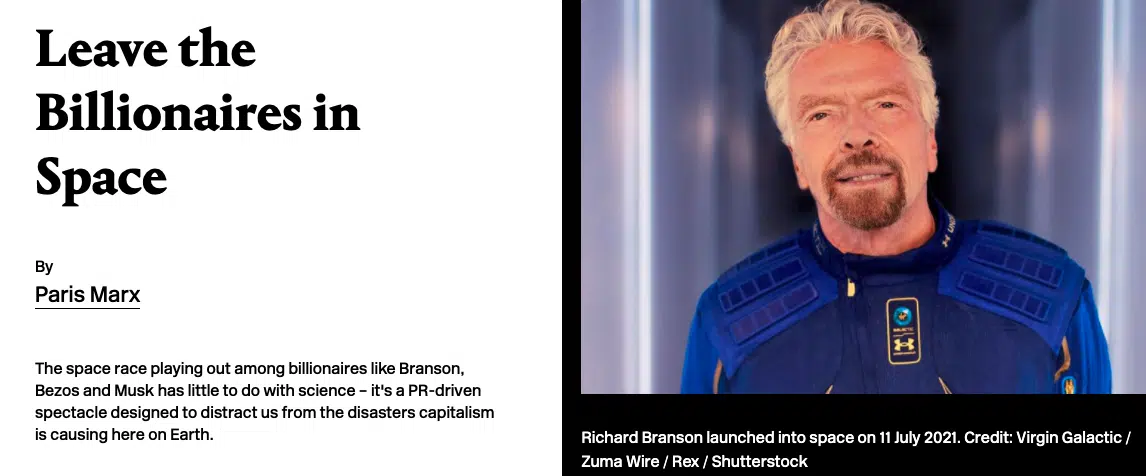 Leave the
Billionaires in
Space
By
Paris Marx
The space race playing out among billionaires like Branson,
Bezos and Musk has little to do with science – it's a PR-driven
spectacle designed to distract us from the disasters capitalism
is causing here on Earth.
Richard Branson launched into space on 11 July 2021. Credit: Virgin Galactic /
Zuma Wire / Rex / Shutterstock